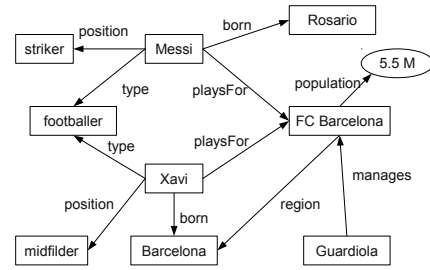 Rosario
born
position
striker
Messi
5.5 M
population
type
playsFor
footballer
FC Barcelona
type
playsFor
Xavi
manages
position
born
region
midfilder
Barcelona
Guardiola